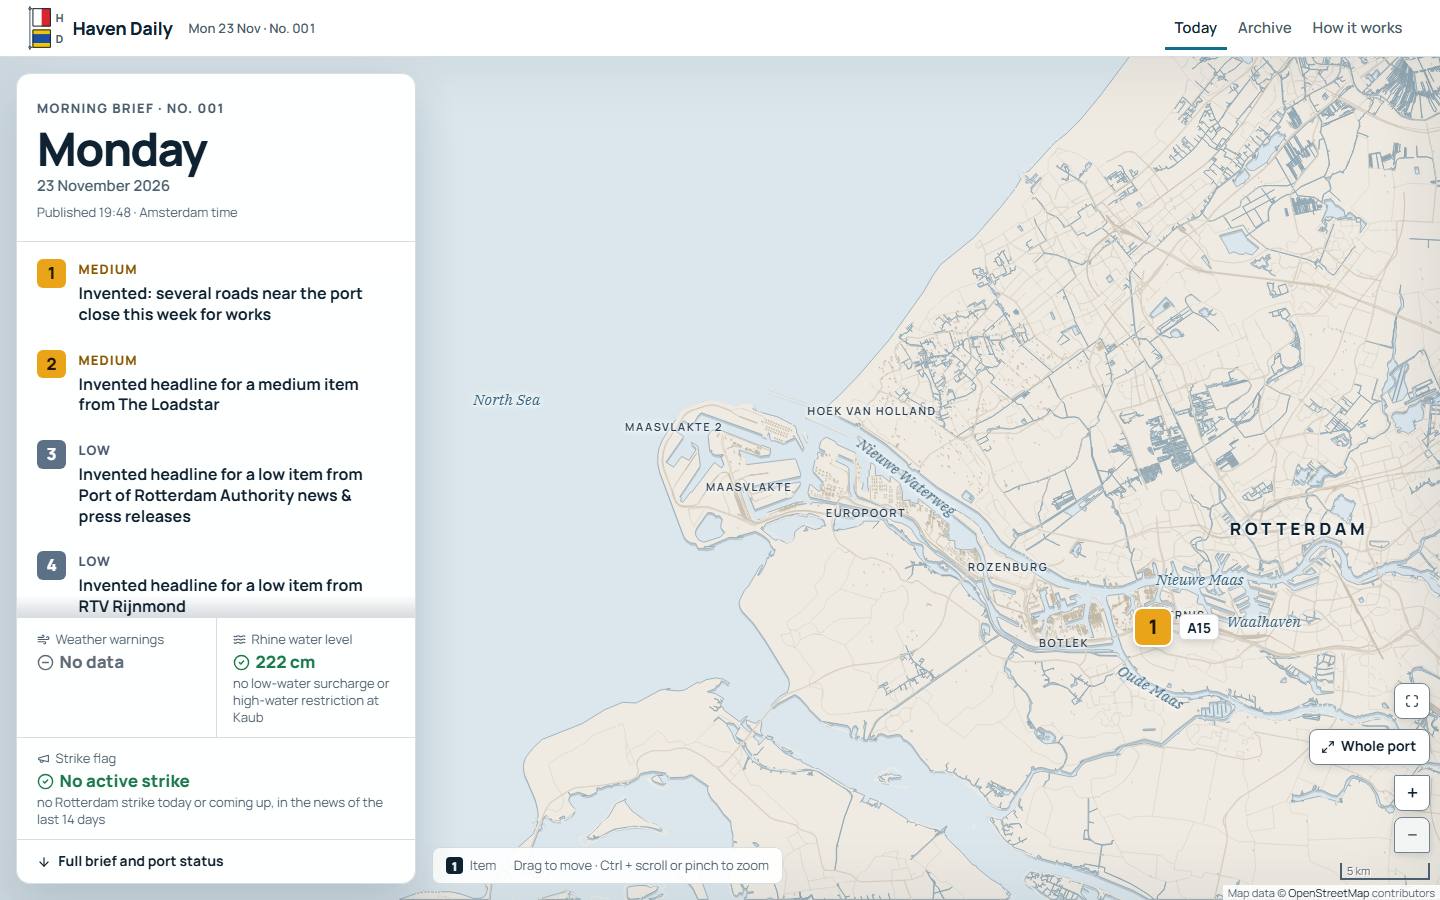 H
D
Haven Daily
Mon 23 Nov · No. 001
Today
Archive
How it works
MORNING BRIEF · NO. 001
Monday
23 November 2026
Published 19:48 · Amsterdam time
1
MEDIUM
Invented: several roads near the port
close this week for works
2
MEDIUM
Invented headline for a medium item
from The Loadstar
3
LOW
Invented headline for a low item from
Port of Rotterdam Authority news &
press releases
4
LOW
Invented headline for a low item from
RTV Rijnmond
Weather warnings
No data
Rhine water level
222 cm
no low-water surcharge or
high-water restriction at
Kaub
Strike flag
No active strike
no Rotterdam strike today or coming up, in the news of the
last 14 days
Full brief and port status
North Sea
MAASVLAKTE 2
HOEK VAN HOLLAND
Nieuwe Waterweg
MAASVLAKTE
EUROPOORT
ROTTERDAM
ROZENBURG
Nieuwe Maas
1
A15
Waalhaven
BOTLEK
Oude Maas
Whole port
+
−
5 km
1 Item
Drag to move · Ctrl + scroll or pinch to zoom
Map data © OpenStreetMap contributors